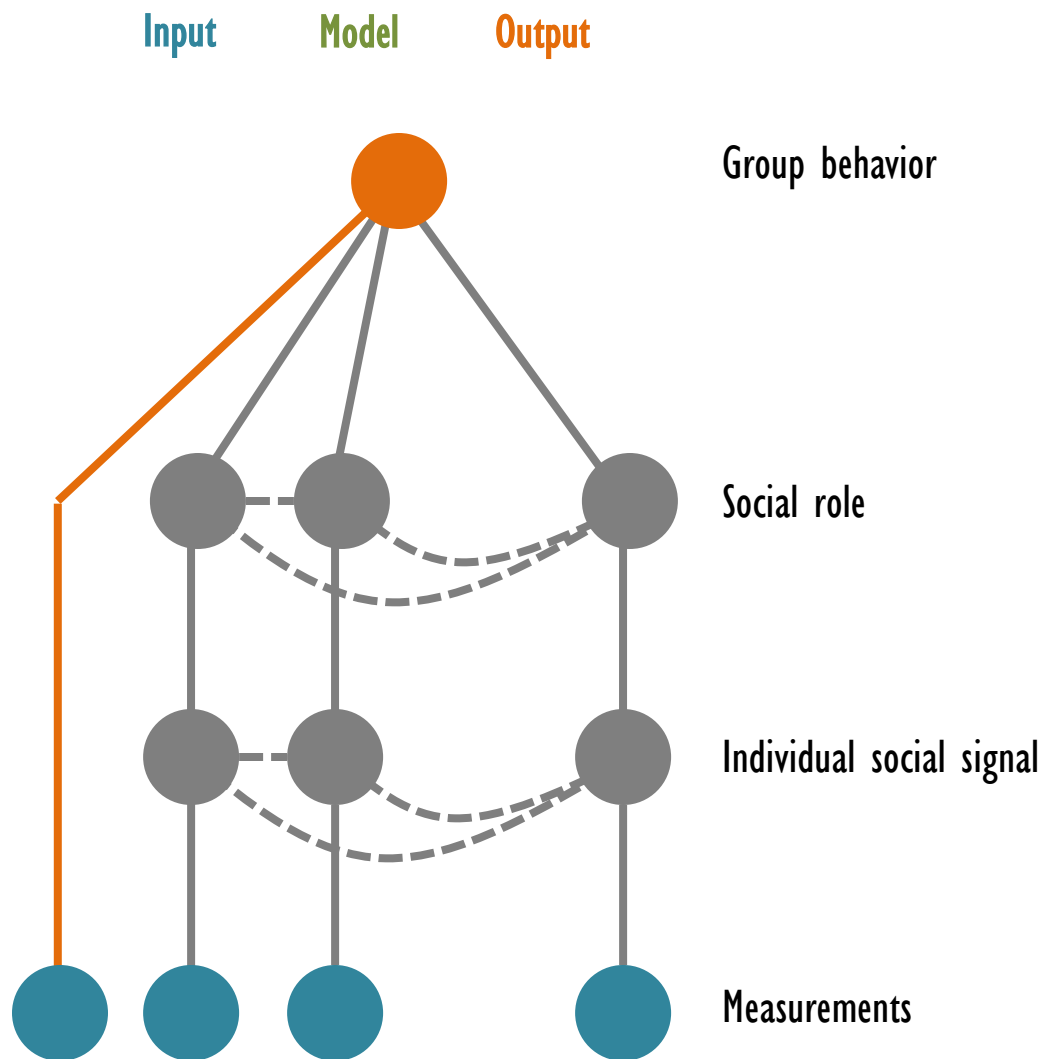 Input Model Output
Group behavior
Social role
Individual social signal
Measurements